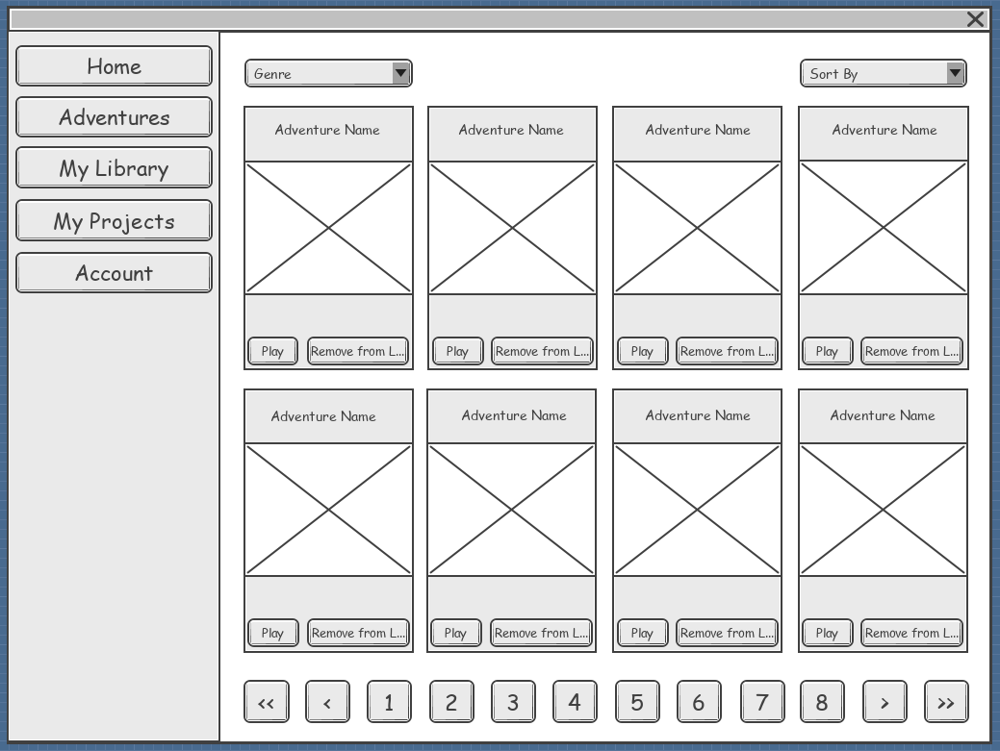 Home
Adventures
My Library
My Projects
Account
Genre
Sort By
Adventure Name
Adventure Name
Adventure Name
Adventure Name
Play
Remove from L...
Play
Remove from L...
Play
Remove from L...
Play
Remove from L...
Adventure Name
Adventure Name
Adventure Name
Adventure Name
Play
Remove from L...
Play
Remove from L...
Play
Remove from L...
Play
Remove from L...
<< < 1 2 3 4 5 6 7 8 > >>